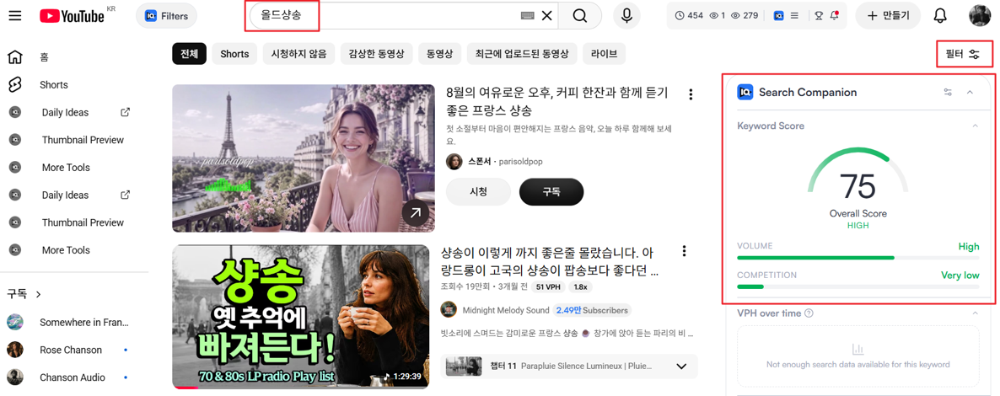 YouTube KR
Filters
올드샹송
454 1 279
만들기
전체
Shorts
시청하지 않음
감상한 동영상
동영상
최근에 업로드된 동영상
라이브
필터
홈
Shorts
Daily Ideas
Thumbnail Preview
More Tools
Daily Ideas
Thumbnail Preview
More Tools
구독
Somewhere in Fran...
Rose Chanson
Chanson Audio
parisoldpop
8월의 여유로운 오후, 커피 한잔과 함께 듣기
좋은 프랑스 샹송
첫 소절부터 마음이 편안해지는 프랑스 음악, 오늘 하루 함께해 보세
요.
스폰서 · parisoldpop
시청
구독
샹송
옛 추억에
빠져든다!
70 & 80s LP radio Play list
1:29:39
샹송이 이렇게 까지 좋은줄 몰랐습니다. 아
랑드롱이 고국의 샹송이 팝송보다 좋다던 ...
조회수 19만회 · 3개월 전 51 VPH 1.8x
Midnight Melody Sound 2.49만 Subscribers
빗소리에 스며드는 감미로운 프랑스 샹송 창가에 앉아 듣는 파리의 비 ...
챕터 11 Parapluie Silence Lumineux | Pluie...
IQ Search Companion
Keyword Score
75
Overall Score
HIGH
VOLUME High
COMPETITION Very low
VPH over time
Not enough search data available for this keyword